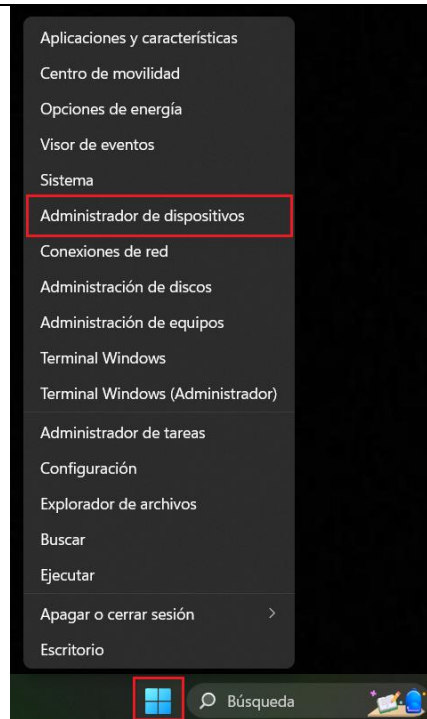 Aplicaciones y características
Centro de movilidad
Opciones de energía
Visor de eventos
Sistema
Administrador de dispositivos
Conexiones de red
Administración de discos
Administración de equipos
Terminal Windows
Terminal Windows (Administrador)
Administrador de tareas
Configuración
Explorador de archivos
Buscar
Ejecutar
Apagar o cerrar sesión
Escritorio
Búsqueda